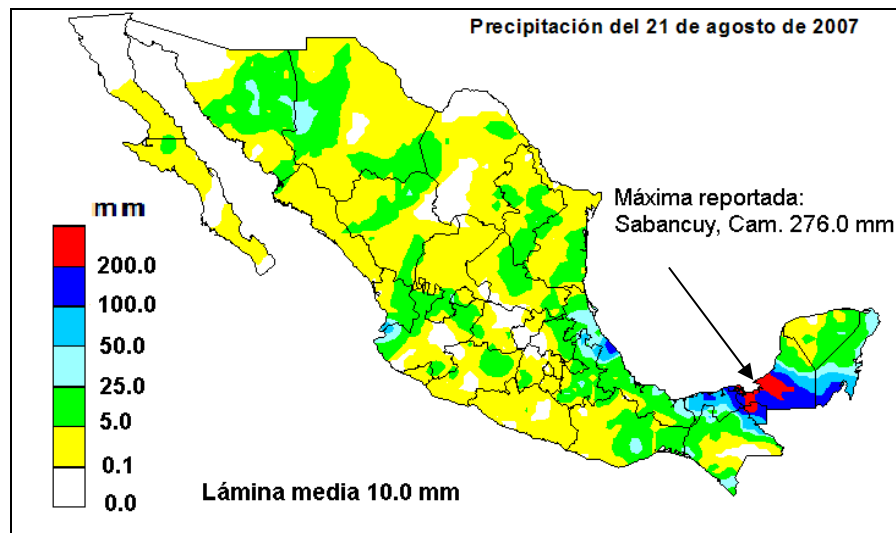 Precipitación del 21 de agosto de 2007
Máxima reportada:
Sabancuy, Cam. 276.0 mm
mm
200.0
100.0
50.0
25.0
5.0
0.1
0.0
Lámina media 10.0 mm